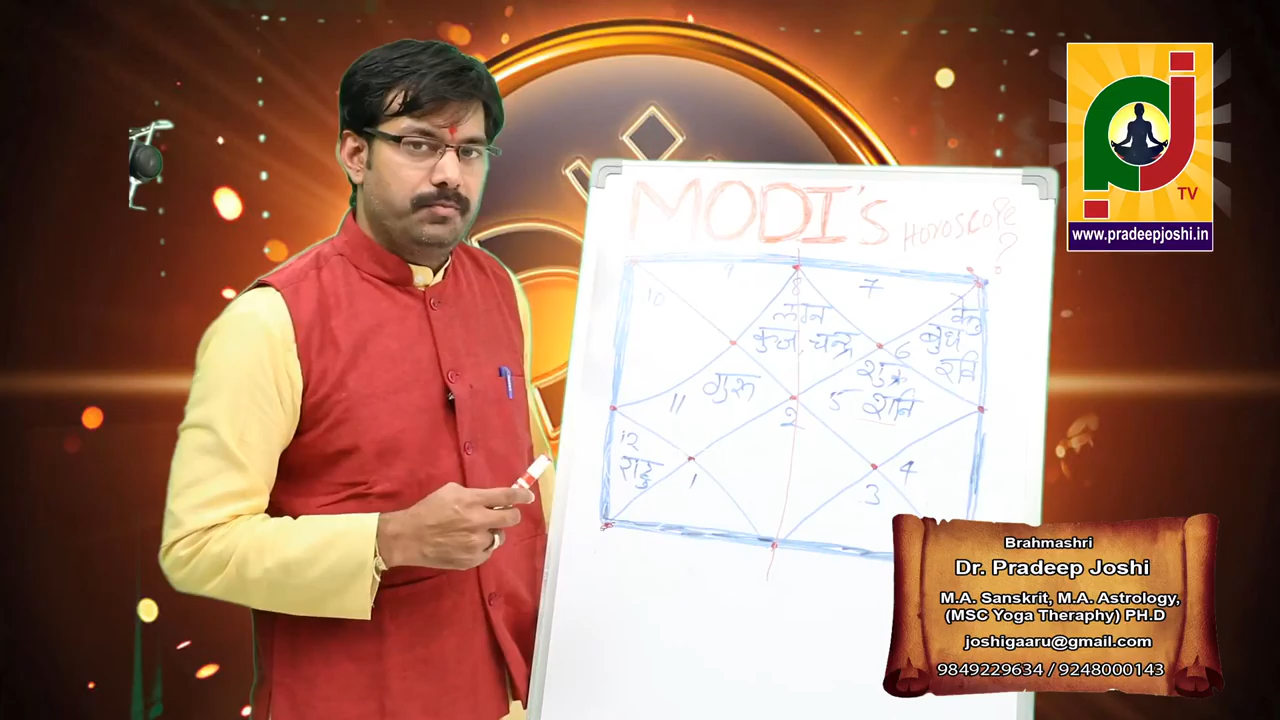 MODI's
HOROSCOPE
?
9
8
7
10
लग्न
केतु
कुज, चन्द्र
6
बुध
रवि
गुरु
शुक्र
11
5 शनि
2
12
राहु
1
4
3
PJ
TV
www.pradeepjoshi.in
Brahmashri
Dr. Pradeep Joshi
M.A. Sanskrit, M.A. Astrology,
(MSC Yoga Theraphy) PH.D
joshigaaru@gmail.com
9849229634 / 9248000143